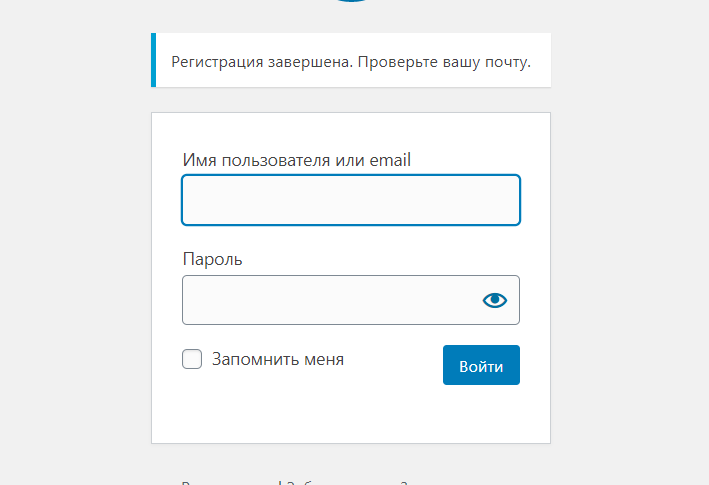 Регистрация завершена. Проверьте вашу почту.
Имя пользователя или email
Пароль
Запомнить меня
Войти